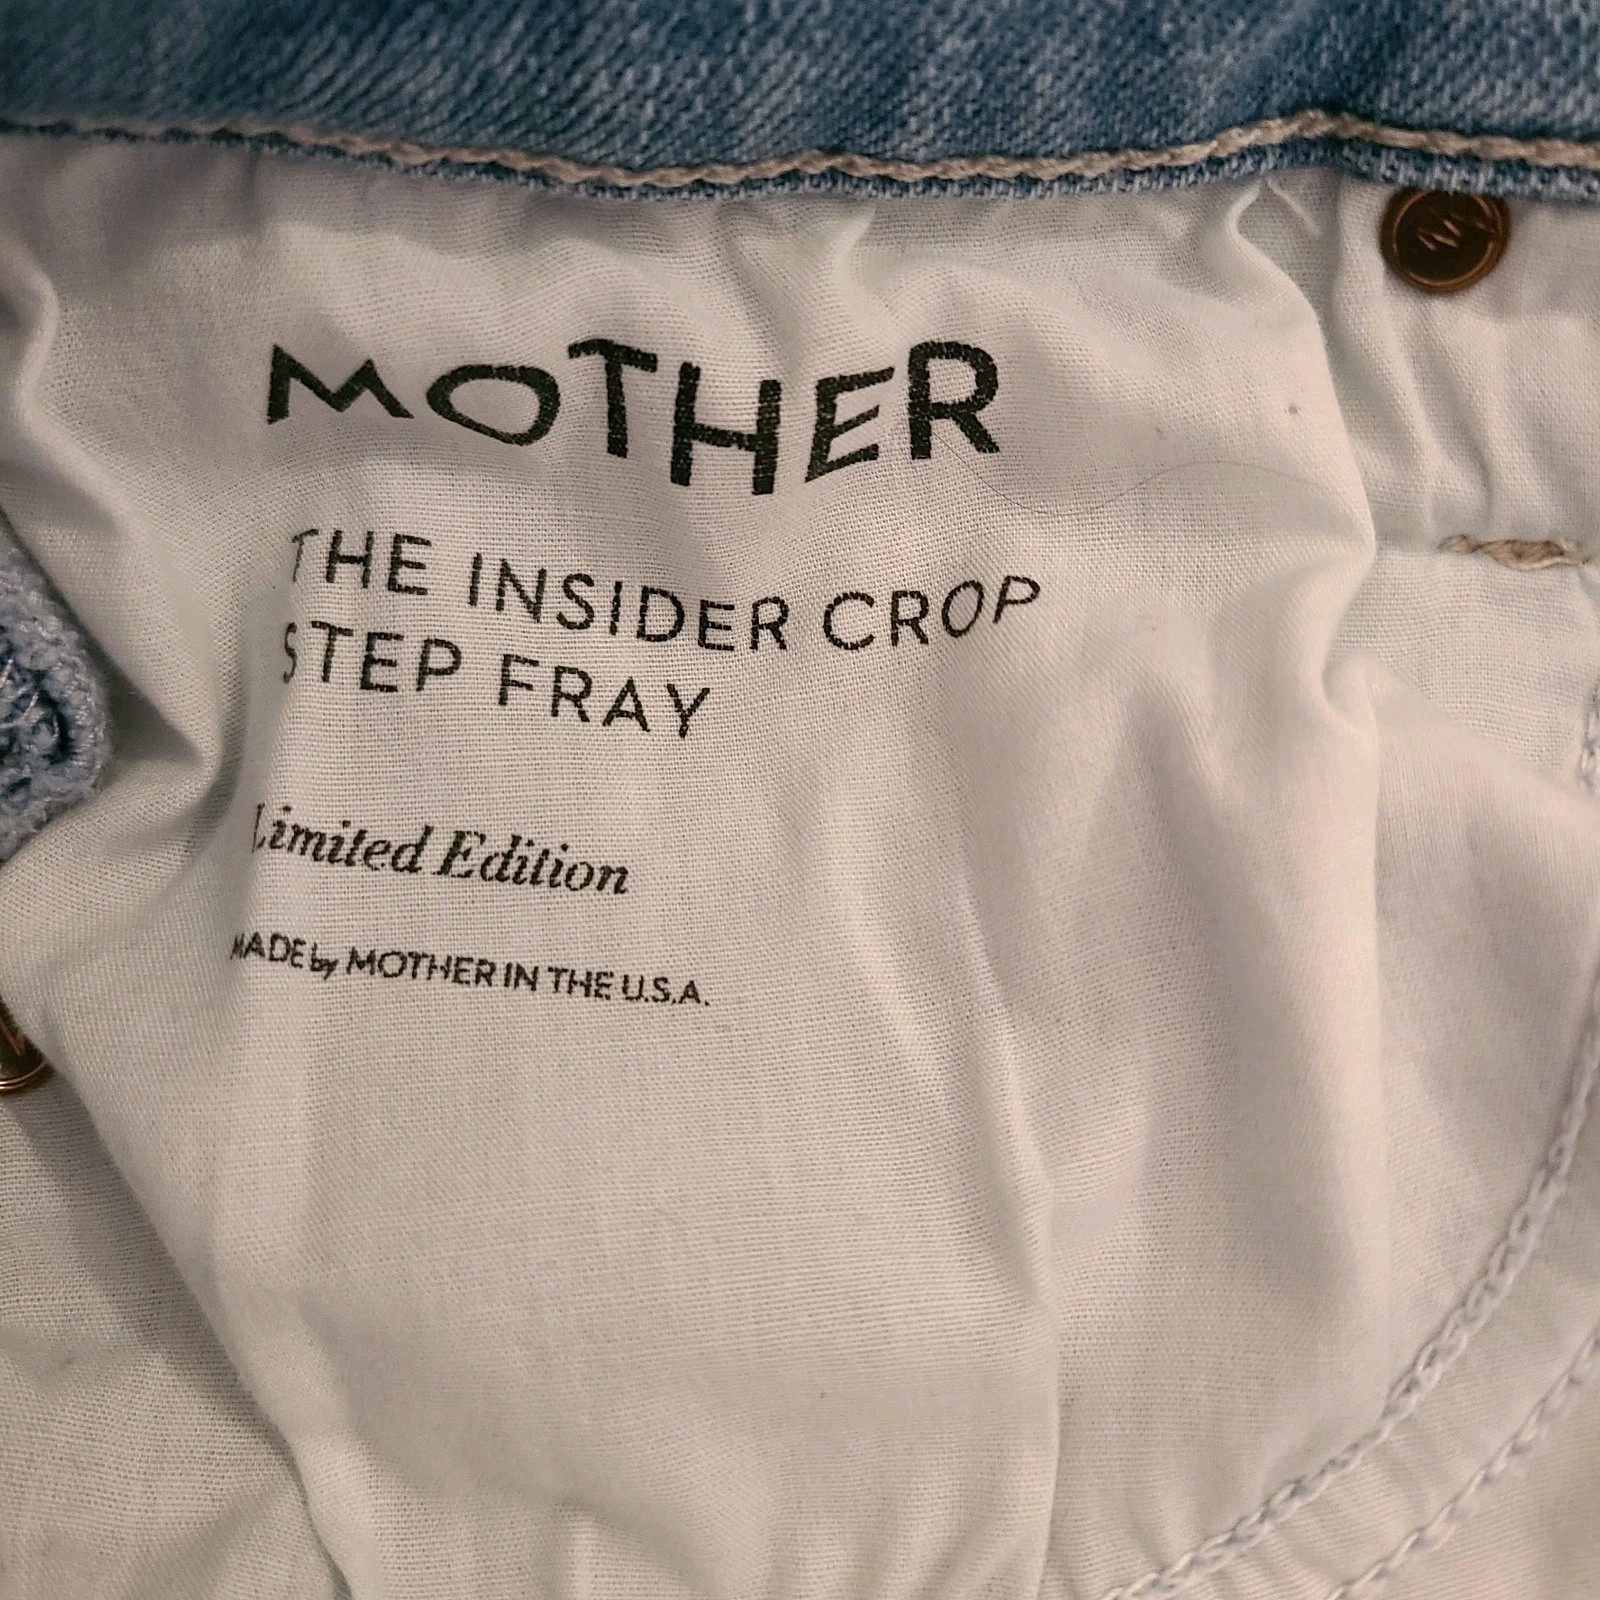 MOTHER
THE INSIDER CROP
STEP FRAY
Limited Edition
MADE by MOTHER IN THE U.S.A.